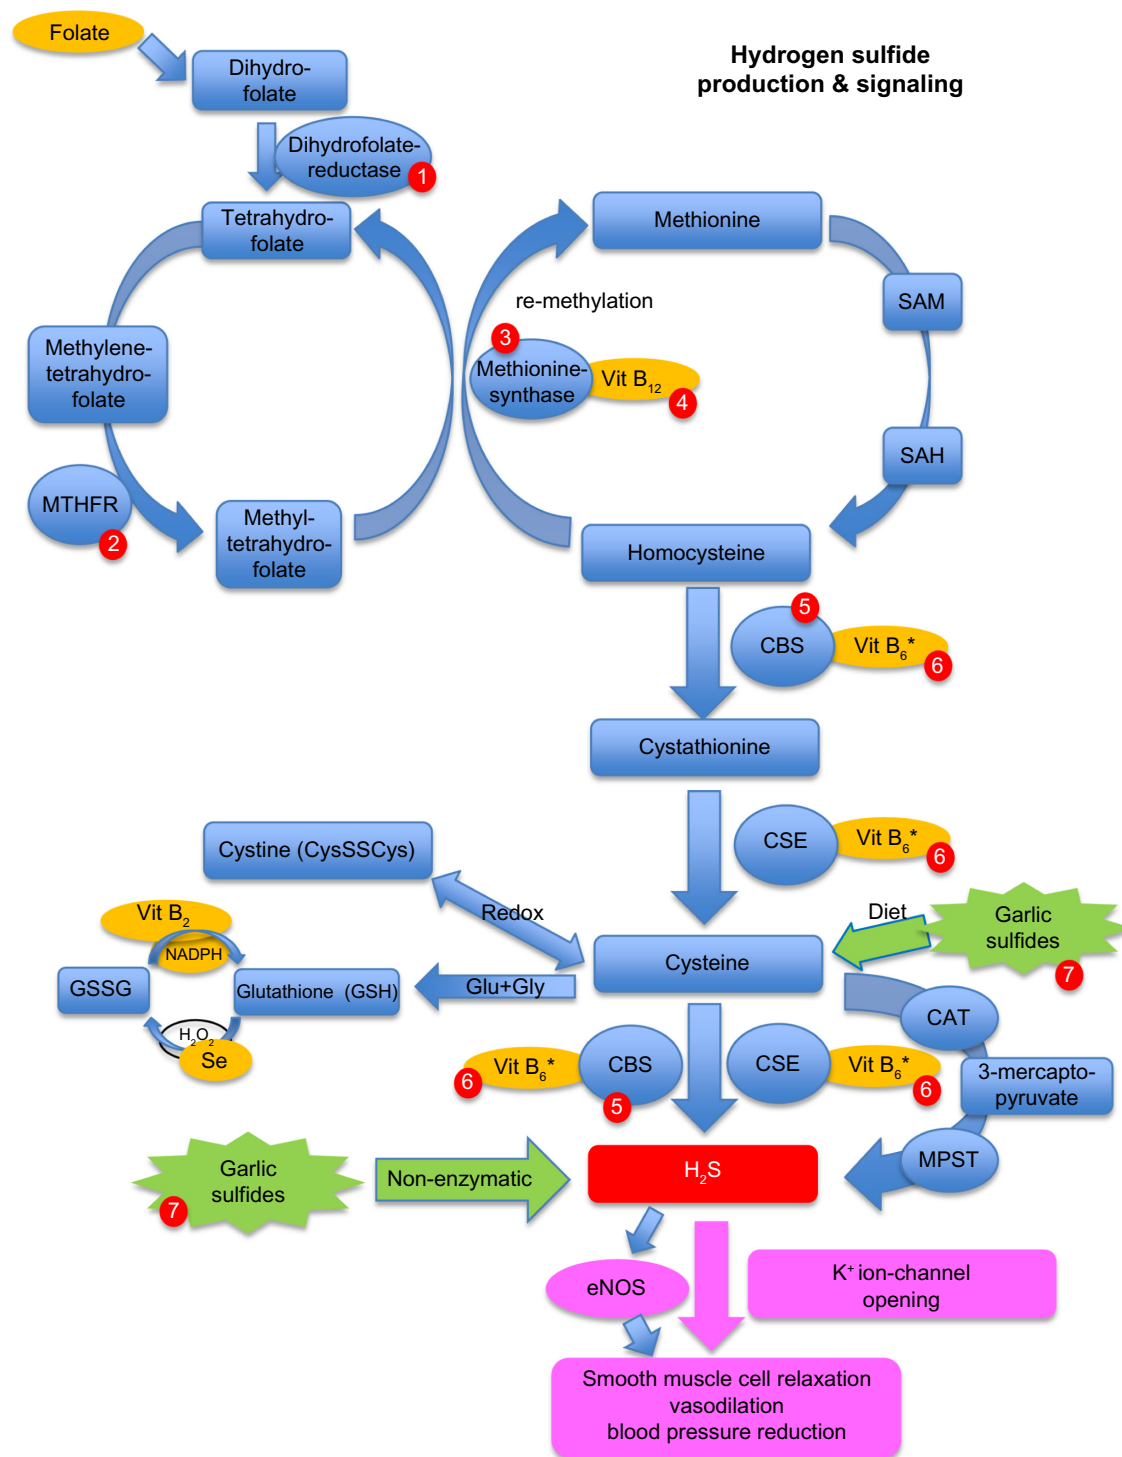 Folate
Hydrogen sulfide
production & signaling
Dihydro-
folate
Dihydrofolate-
reductase
1
Tetrahydro-
folate
Methionine
SAM
re-methylation
3
Methionine-
synthase
Vit B12
4
Methylene-
tetrahydro-
folate
SAH
MTHFR
2
Methyl-
tetrahydro-
folate
Homocysteine
5
CBS
Vit B6*
6
Cystathionine
CSE
Vit B6*
6
Cystine (CysSSCys)
Redox
Vit B2
NADPH
GSSG
Glutathione (GSH)
H2O2
Se
Glu+Gly
Cysteine
Diet
Garlic
sulfides
7
CAT
3-mercapto-
pyruvate
MPST
6
Vit B6*
CBS
5
CSE
Vit B6*
6
Garlic
sulfides
7
Non-enzymatic
H2S
eNOS
K+ ion-channel
opening
Smooth muscle cell relaxation
vasodilation
blood pressure reduction